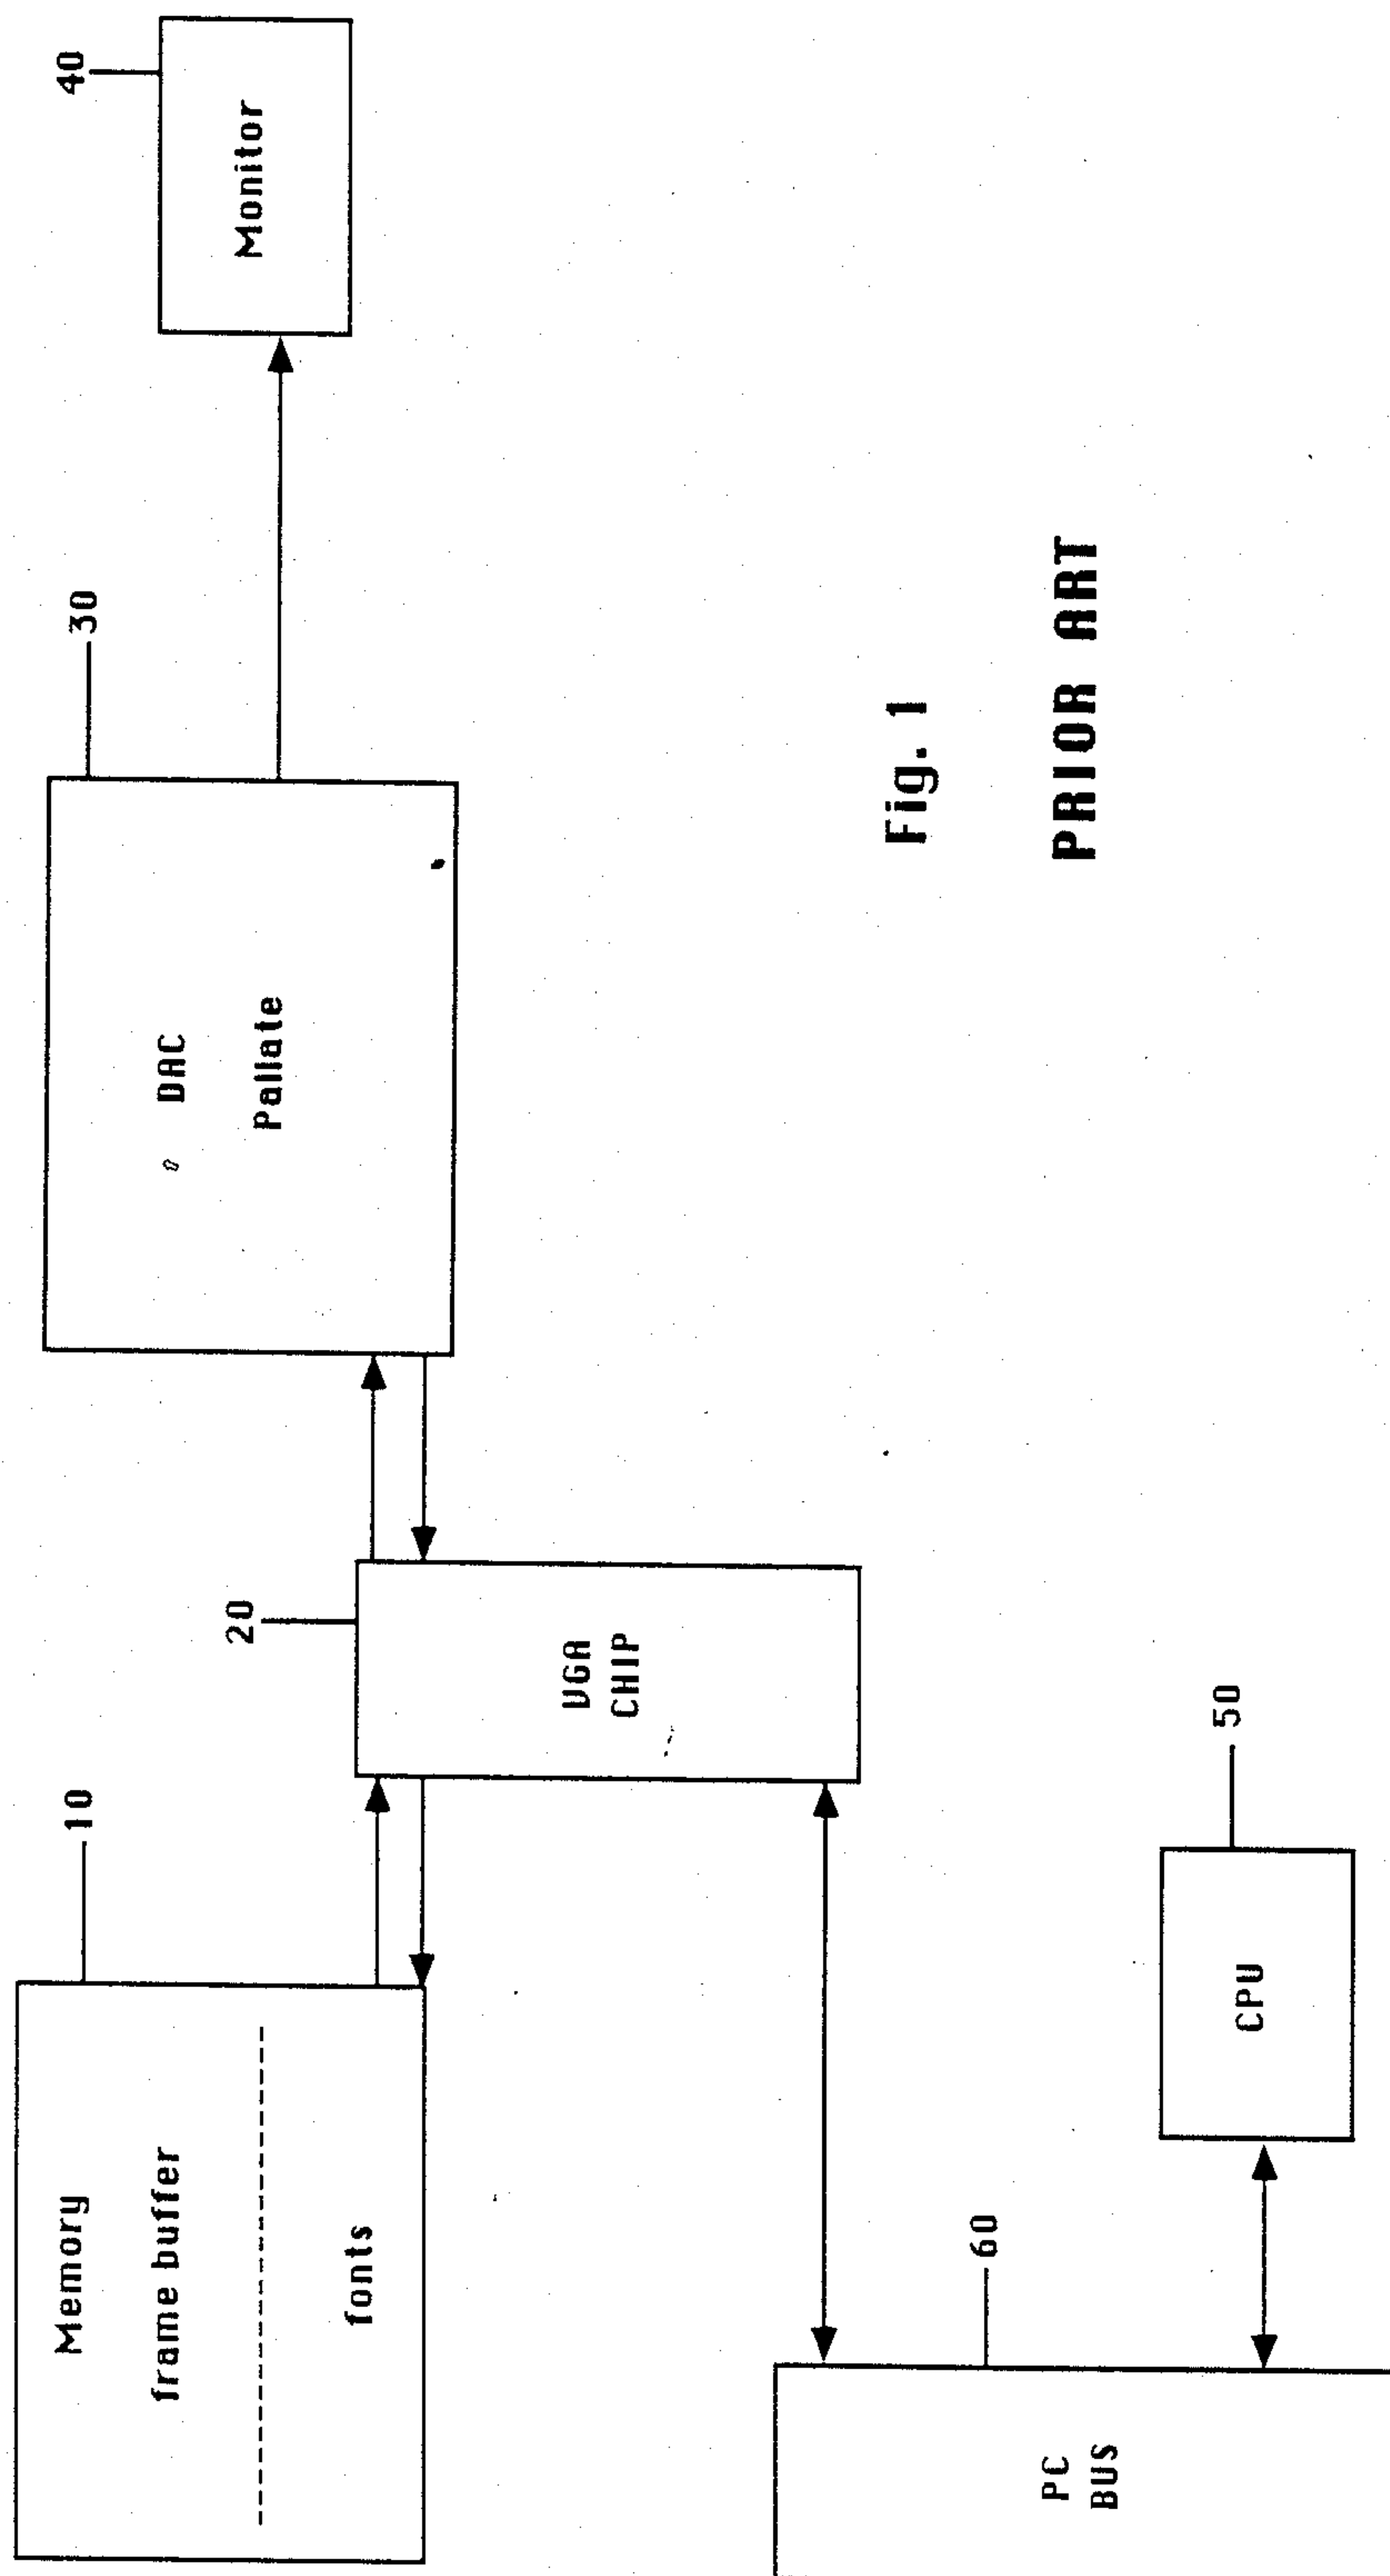 10
Memory
frame buffer
fonts
20
VGA
CHIP
30
DAC
Pallate
40
Monitor
60
PC
BUS
50
CPU
Fig. 1
PRIOR ART